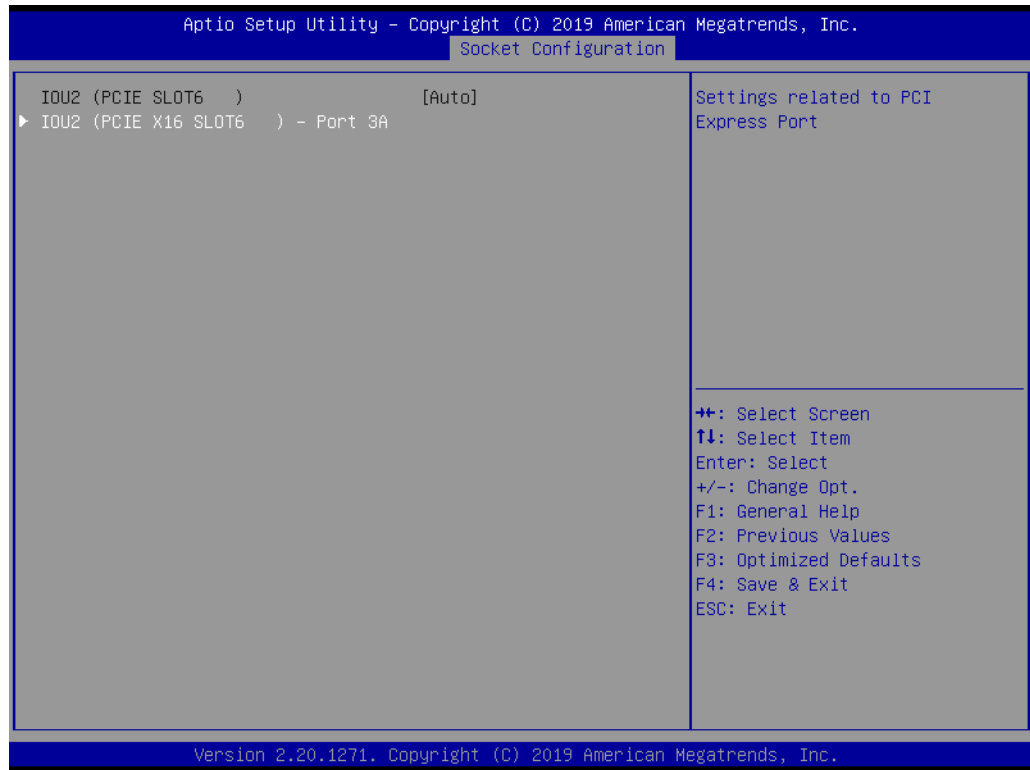 Aptio Setup Utility – Copyright (C) 2019 American Megatrends, Inc.
Socket Configuration
IOU2 (PCIE SLOT6   )                [Auto]
▶ IOU2 (PCIE X16 SLOT6   ) – Port 3A
Settings related to PCI
Express Port
→←: Select Screen
↑↓: Select Item
Enter: Select
+/-: Change Opt.
F1: General Help
F2: Previous Values
F3: Optimized Defaults
F4: Save & Exit
ESC: Exit
Version 2.20.1271. Copyright (C) 2019 American Megatrends, Inc.